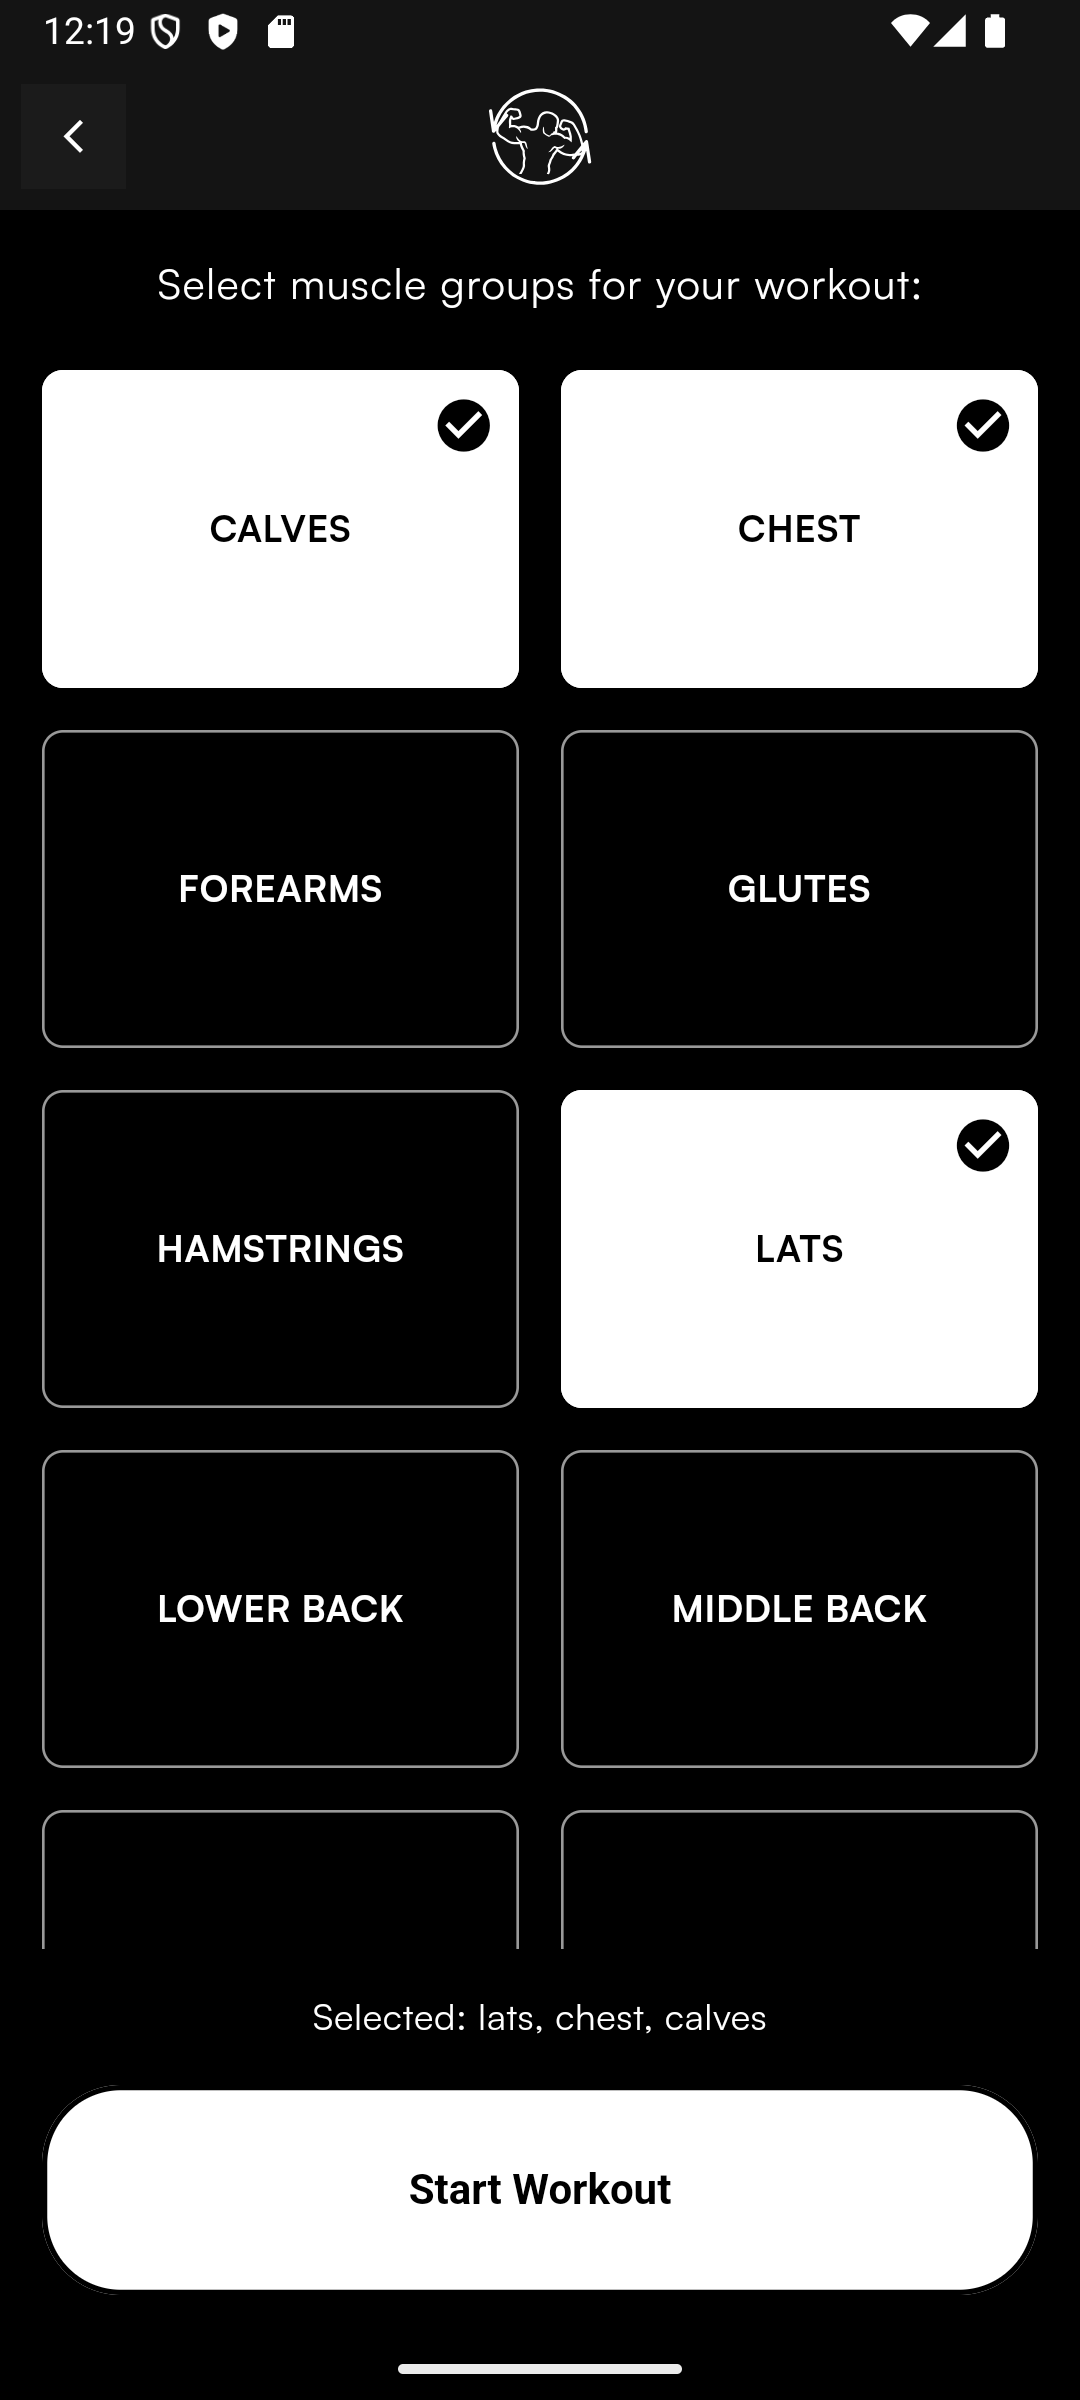 12:19
Select muscle groups for your workout:
CALVES
CHEST
FOREARMS
GLUTES
HAMSTRINGS
LATS
LOWER BACK
MIDDLE BACK
Selected: lats, chest, calves
Start Workout